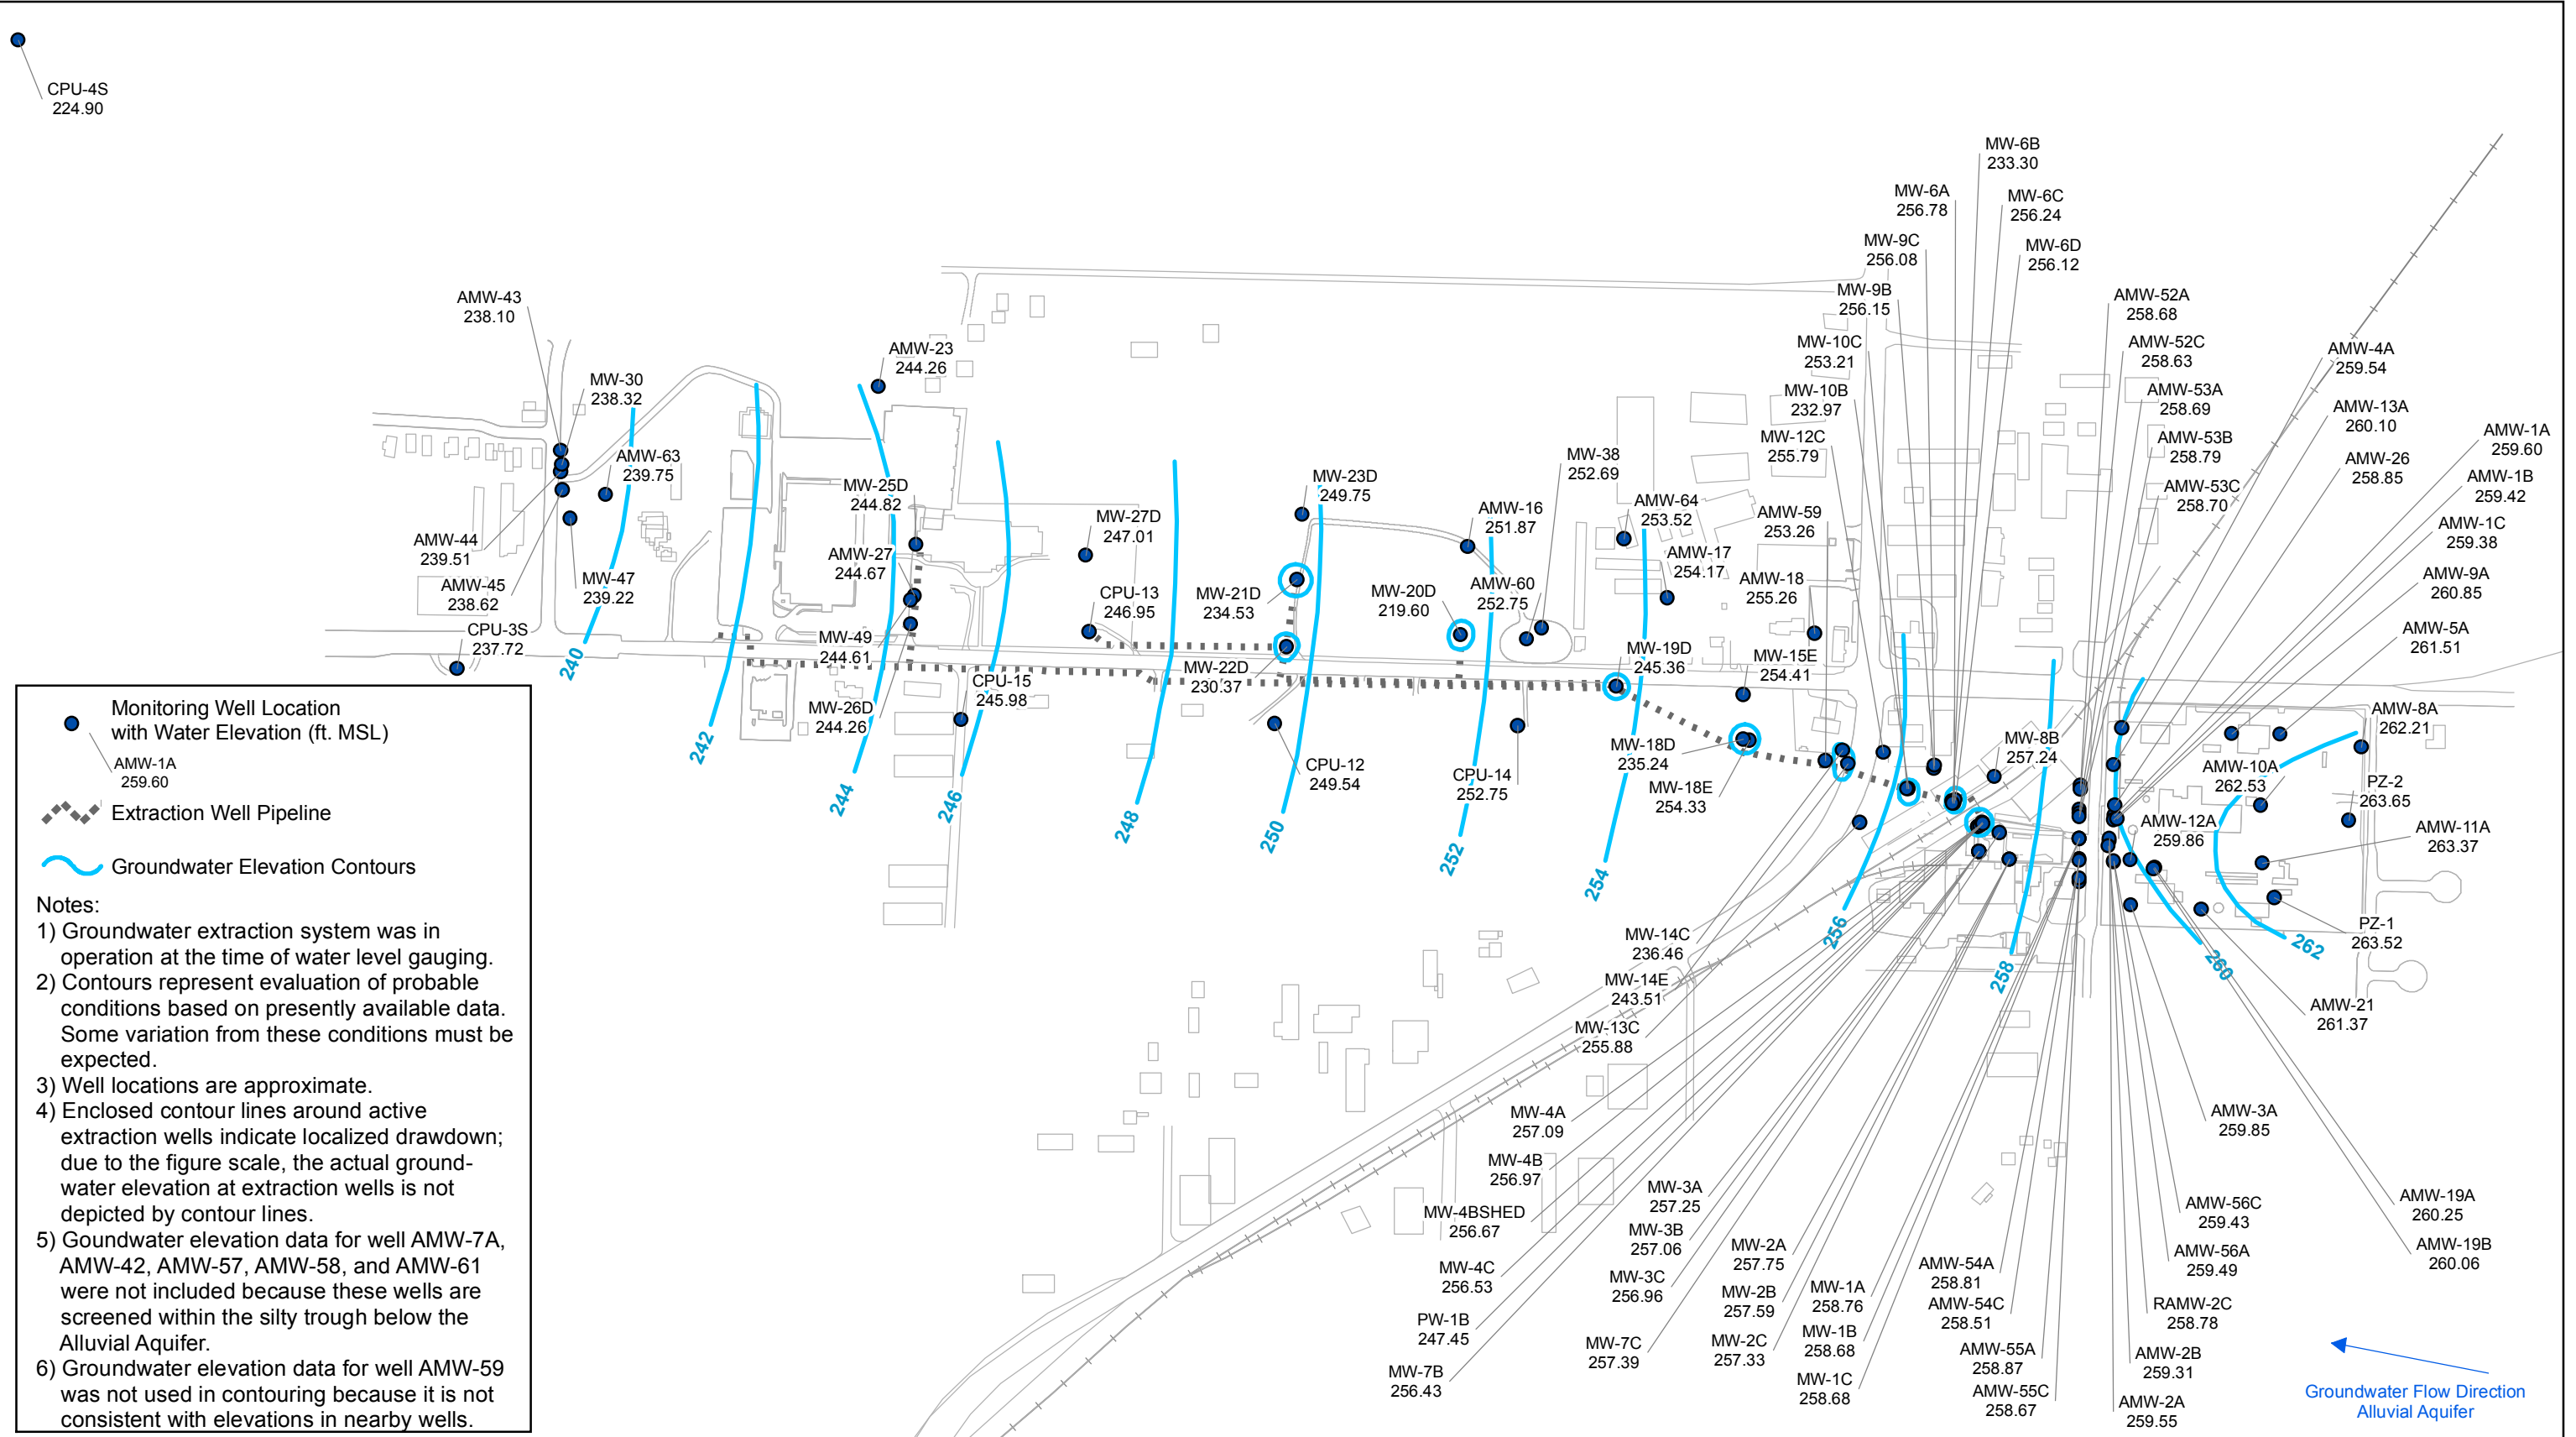 CPU-4S
224.90
MW-6B
233.30
MW-6A
256.78
MW-6C
256.24
MW-9C
256.08
MW-6D
256.12
MW-9B
256.15
AMW-43
238.10
AMW-52A
258.68
AMW-23
244.26
MW-10C
253.21
AMW-52C
258.63
AMW-4A
259.54
MW-30
238.32
MW-10B
232.97
AMW-53A
258.69
AMW-13A
260.10
MW-12C
255.79
AMW-53B
258.79
AMW-1A
259.60
AMW-63
239.75
MW-38
252.69
AMW-26
258.85
AMW-1B
259.42
MW-25D
244.82
MW-23D
249.75
AMW-16
251.87
AMW-64
253.52
AMW-59
253.26
AMW-53C
258.70
AMW-1C
259.38
AMW-44
239.51
AMW-27
244.67
MW-27D
247.01
AMW-17
254.17
AMW-9A
260.85
AMW-45
238.62
MW-47
239.22
CPU-13
246.95
MW-21D
234.53
MW-20D
219.60
AMW-60
252.75
AMW-18
255.26
AMW-5A
261.51
CPU-3S
237.72
MW-49
244.61
MW-22D
230.37
MW-19D
245.36
MW-15E
254.41
240
CPU-15
245.98
MW-26D
244.26
AMW-8A
262.21
242
244
246
248
250
252
254
CPU-12
249.54
CPU-14
252.75
MW-18D
235.24
MW-18E
254.33
MW-8B
257.24
AMW-10A
262.53
PZ-2
263.65
AMW-12A
259.86
AMW-11A
263.37
Monitoring Well Location
with Water Elevation (ft. MSL)
AMW-1A
259.60
Extraction Well Pipeline
Groundwater Elevation Contours
Notes:
1) Groundwater extraction system was in
operation at the time of water level gauging.
2) Contours represent evaluation of probable
conditions based on presently available data.
Some variation from these conditions must be
expected.
3) Well locations are approximate.
4) Enclosed contour lines around active
extraction wells indicate localized drawdown;
due to the figure scale, the actual ground-
water elevation at extraction wells is not
depicted by contour lines.
5) Goundwater elevation data for well AMW-7A,
AMW-42, AMW-57, AMW-58, and AMW-61
were not included because these wells are
screened within the silty trough below the
Alluvial Aquifer.
6) Groundwater elevation data for well AMW-59
was not used in contouring because it is not
consistent with elevations in nearby wells.
256
258
260
262
MW-14C
236.46
PZ-1
263.52
MW-14E
243.51
AMW-21
261.37
MW-13C
255.88
MW-4A
257.09
AMW-3A
259.85
MW-4B
256.97
MW-3A
257.25
AMW-56C
259.43
AMW-19A
260.25
MW-4BSHED
256.67
MW-3B
257.06
MW-2A
257.75
AMW-56A
259.49
AMW-19B
260.06
MW-4C
256.53
MW-3C
256.96
MW-2B
257.59
MW-1A
258.76
AMW-54A
258.81
AMW-54C
258.51
RAMW-2C
258.78
PW-1B
247.45
MW-7C
257.39
MW-2C
257.33
MW-1B
258.68
AMW-55A
258.87
AMW-2B
259.31
MW-7B
256.43
MW-1C
258.68
AMW-55C
258.67
AMW-2A
259.55
Groundwater Flow Direction
Alluvial Aquifer